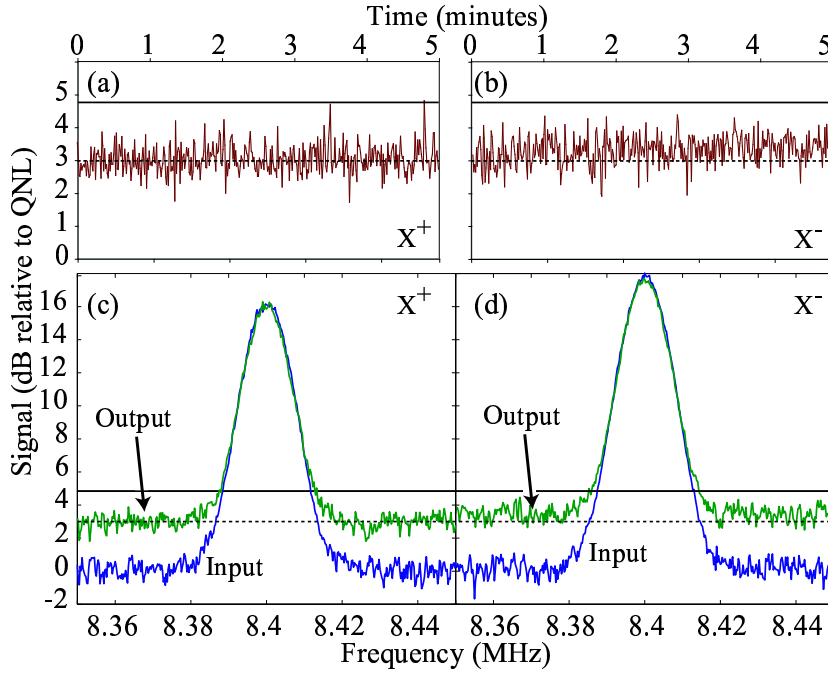 Time (minutes)
0 1 2 3 4 5 0 1 2 3 4 5
(a) (b)
5
4
3
2
1
0
X+ X-
Signal (dB relative to QNL)
(c) X+ (d) X-
16
14
12
10
8
6
4
2
0
-2
Output Output
Input Input
8.36 8.38 8.4 8.42 8.44 8.36 8.38 8.4 8.42 8.44
Frequency (MHz)